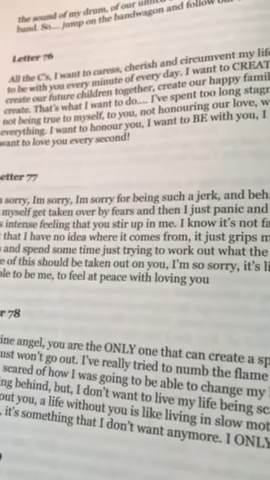 the sound of my drum, of our
band. So.... jump on the bandwagon and follow
Letter 76
All the C's, I want to caress, cherish and circumvent my life
to be with you every minute of every day. I want to CREAT
create our future children together, create our happy famil
create. That's what I want to do.... I've spent too long stagn
not being true to myself, to you, not honouring our love, w
everything. I want to honour you, I want to BE with you, I
want to love you every second!
etter 77
sorry, Im sorry, Im sorry for being such a jerk, and beh
myself get taken over by fears and then I just panic and
intense feeling that you stir up in me. I know it's not fa
that I have no idea where it comes from, it just grips m
and spend some time just trying to work out what the
e of this should be taken out on you, I'm so sorry, it's li
ble to be me, to feel at peace with loving you
r 78
ine angel, you are the ONLY one that can create a sp
ust won't go out. I've really tried to numb the flame
scared of how I was going to be able to change my
ng behind, but, I don't want to live my life being sc
out you, a life without you is like living in slow mot
, it's something that I don't want anymore. I ONLY